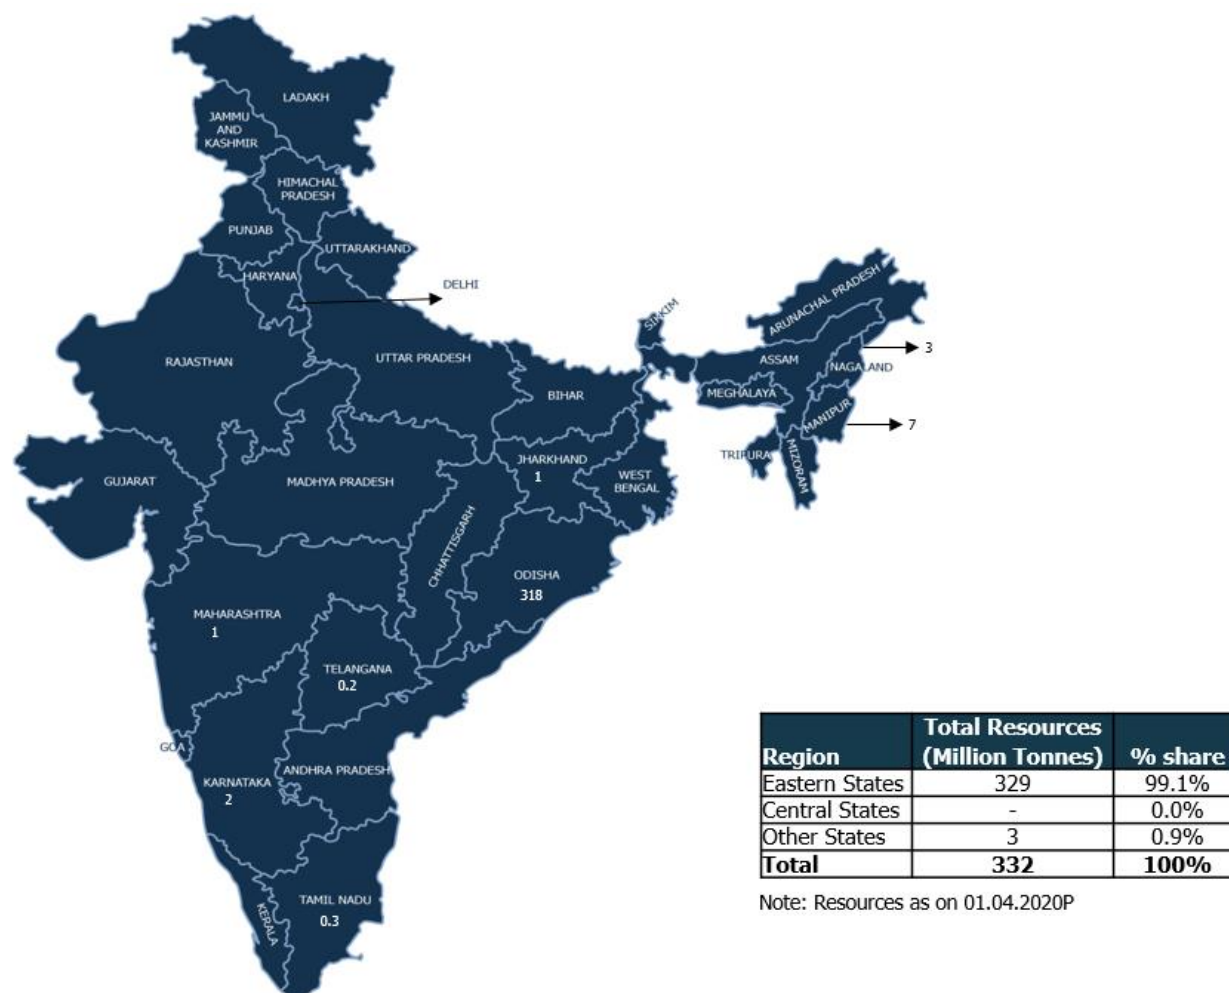 LADAKH
JAMMU
AND
KASHMIR
HIMACHAL
PRADESH
PUNJAB
UTTARAKHAND
HARYANA
DELHI
RAJASTHAN
UTTAR PRADESH
BIHAR
SIKKIM
ARUNACHAL PRADESH
ASSAM
3
NAGALAND
MEGHALAYA
MANIPUR
7
TRIPURA
MIZORAM
GUJARAT
MADHYA PRADESH
JHARKHAND
1
WEST
BENGAL
CHHATTISGARH
ODISHA
318
MAHARASHTRA
1
TELANGANA
0.2
GOA
KARNATAKA
2
ANDHRA PRADESH
TAMIL NADU
0.3
KERALA
Region Total Resources (Million Tonnes) % share
Eastern States 329 99.1%
Central States - 0.0%
Other States 3 0.9%
Total 332 100%
Note: Resources as on 01.04.2020P